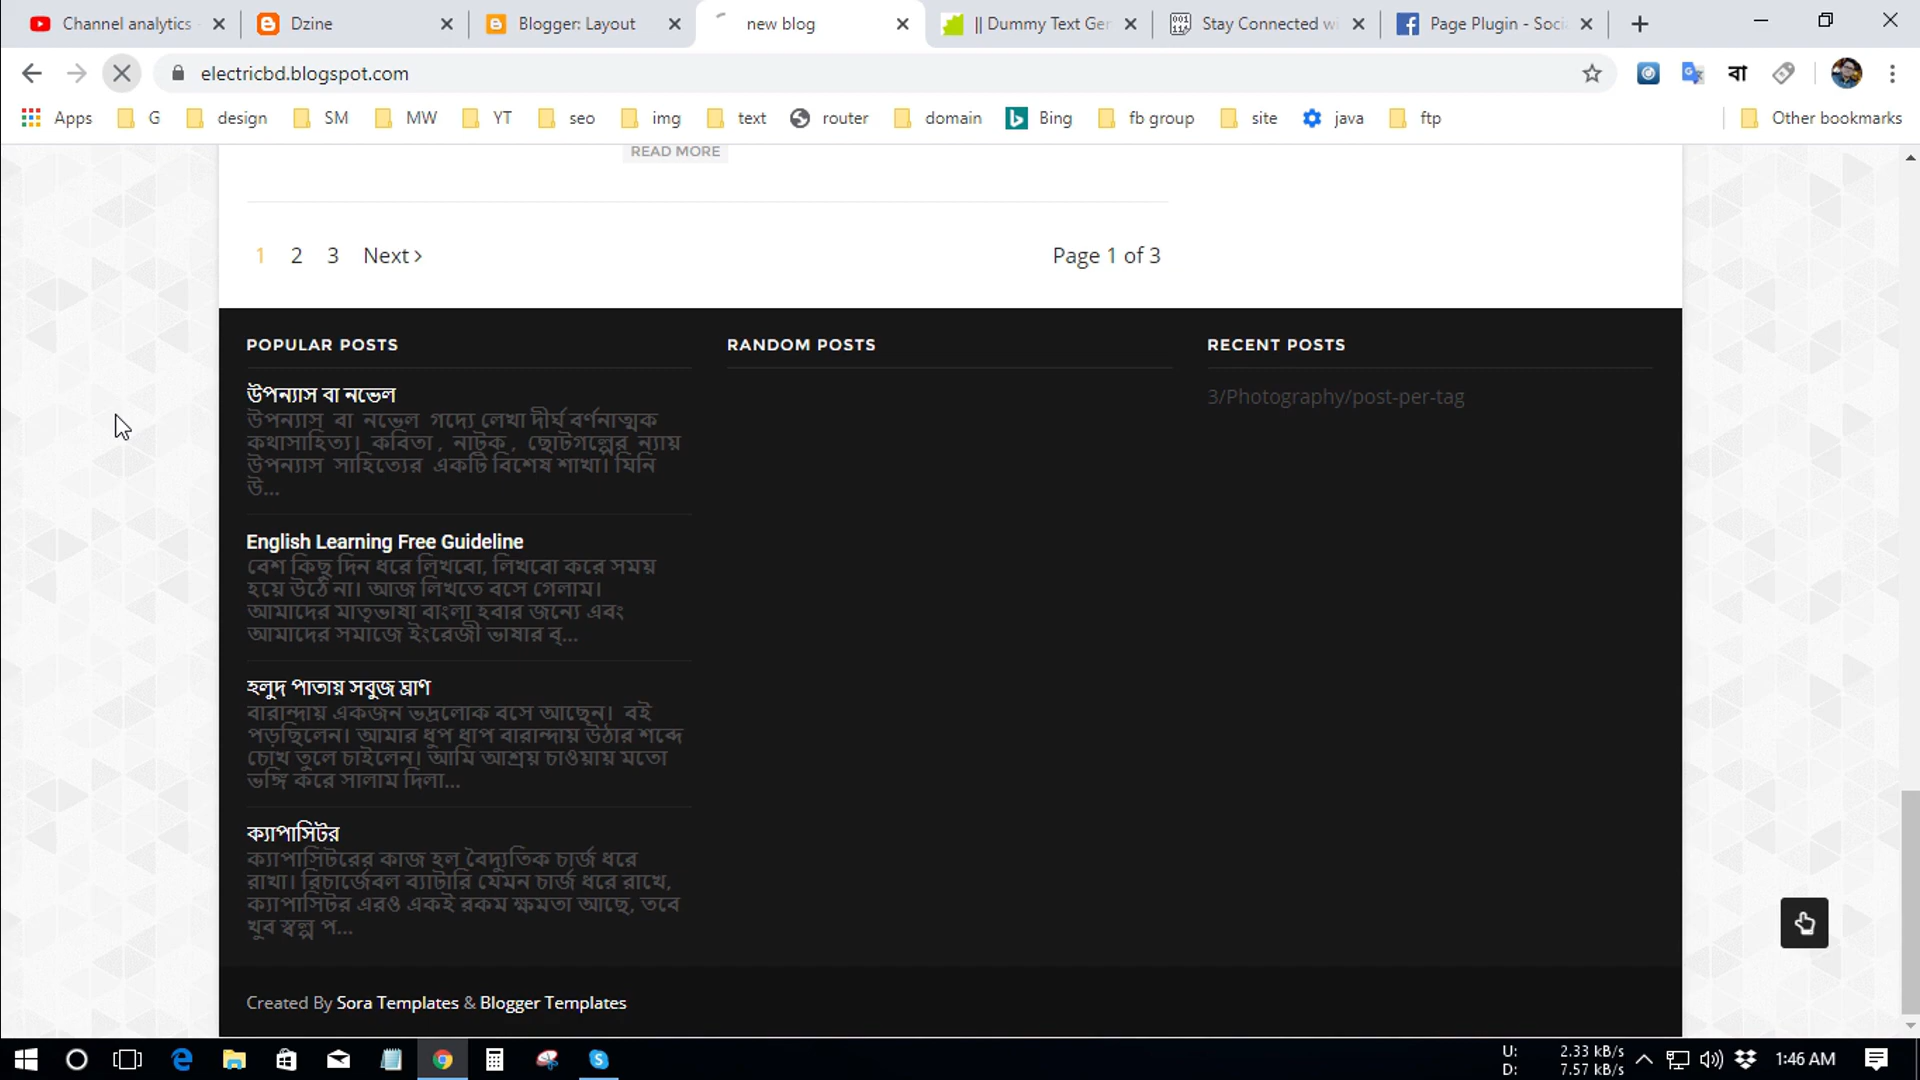 Channel analytics -
Dzine
Blogger: Layout
new blog
|| Dummy Text Ger
Stay Connected wi
Page Plugin - Soci
electricbd.blogspot.com
বা
Apps
G
design
SM
MW
YT
seo
img
text
router
domain
Bing
fb group
site
java
ftp
Other bookmarks
READ MORE
1 2 3 Next ›
Page 1 of 3
POPULAR POSTS
উপন্যাস বা নভেল
উপন্যাস বা নভেল গদ্যে লেখা দীর্ঘ বর্ণনাত্মক
কথাসাহিত্য। কবিতা , নাটক , ছোটগল্পের ন্যায়
উপন্যাস সাহিত্যের একটি বিশেষ শাখা। যিনি
উ...
English Learning Free Guideline
বেশ কিছু দিন ধরে লিখবো, লিখবো করে সময়
হয়ে উঠে না। আজ লিখতে বসে গেলাম।
আমাদের মাতৃভাষা বাংলা হবার জন্যে এবং
আমাদের সমাজে ইংরেজী ভাষার বৃ...
হলুদ পাতায় সবুজ ঘ্রাণ
বারান্দায় একজন ভদ্রলোক বসে আছেন। বই
পড়ছিলেন। আমার ধুপ ধাপ বারান্দায় উঠার শব্দে
চোখ তুলে চাইলেন। আমি আশ্রয় চাওয়ায় মতো
ভঙ্গি করে সালাম দিলা...
ক্যাপাসিটর
ক্যাপাসিটরের কাজ হল বৈদ্যুতিক চার্জ ধরে
রাখা। রিচার্জেবল ব্যাটারি যেমন চার্জ ধরে রাখে,
ক্যাপাসিটর এরও একই রকম ক্ষমতা আছে, তবে
খুব স্বল্প প...
RANDOM POSTS
RECENT POSTS
3/Photography/post-per-tag
Created By Sora Templates & Blogger Templates
U: 2.33 kB/s
D: 7.57 kB/s
1:46 AM